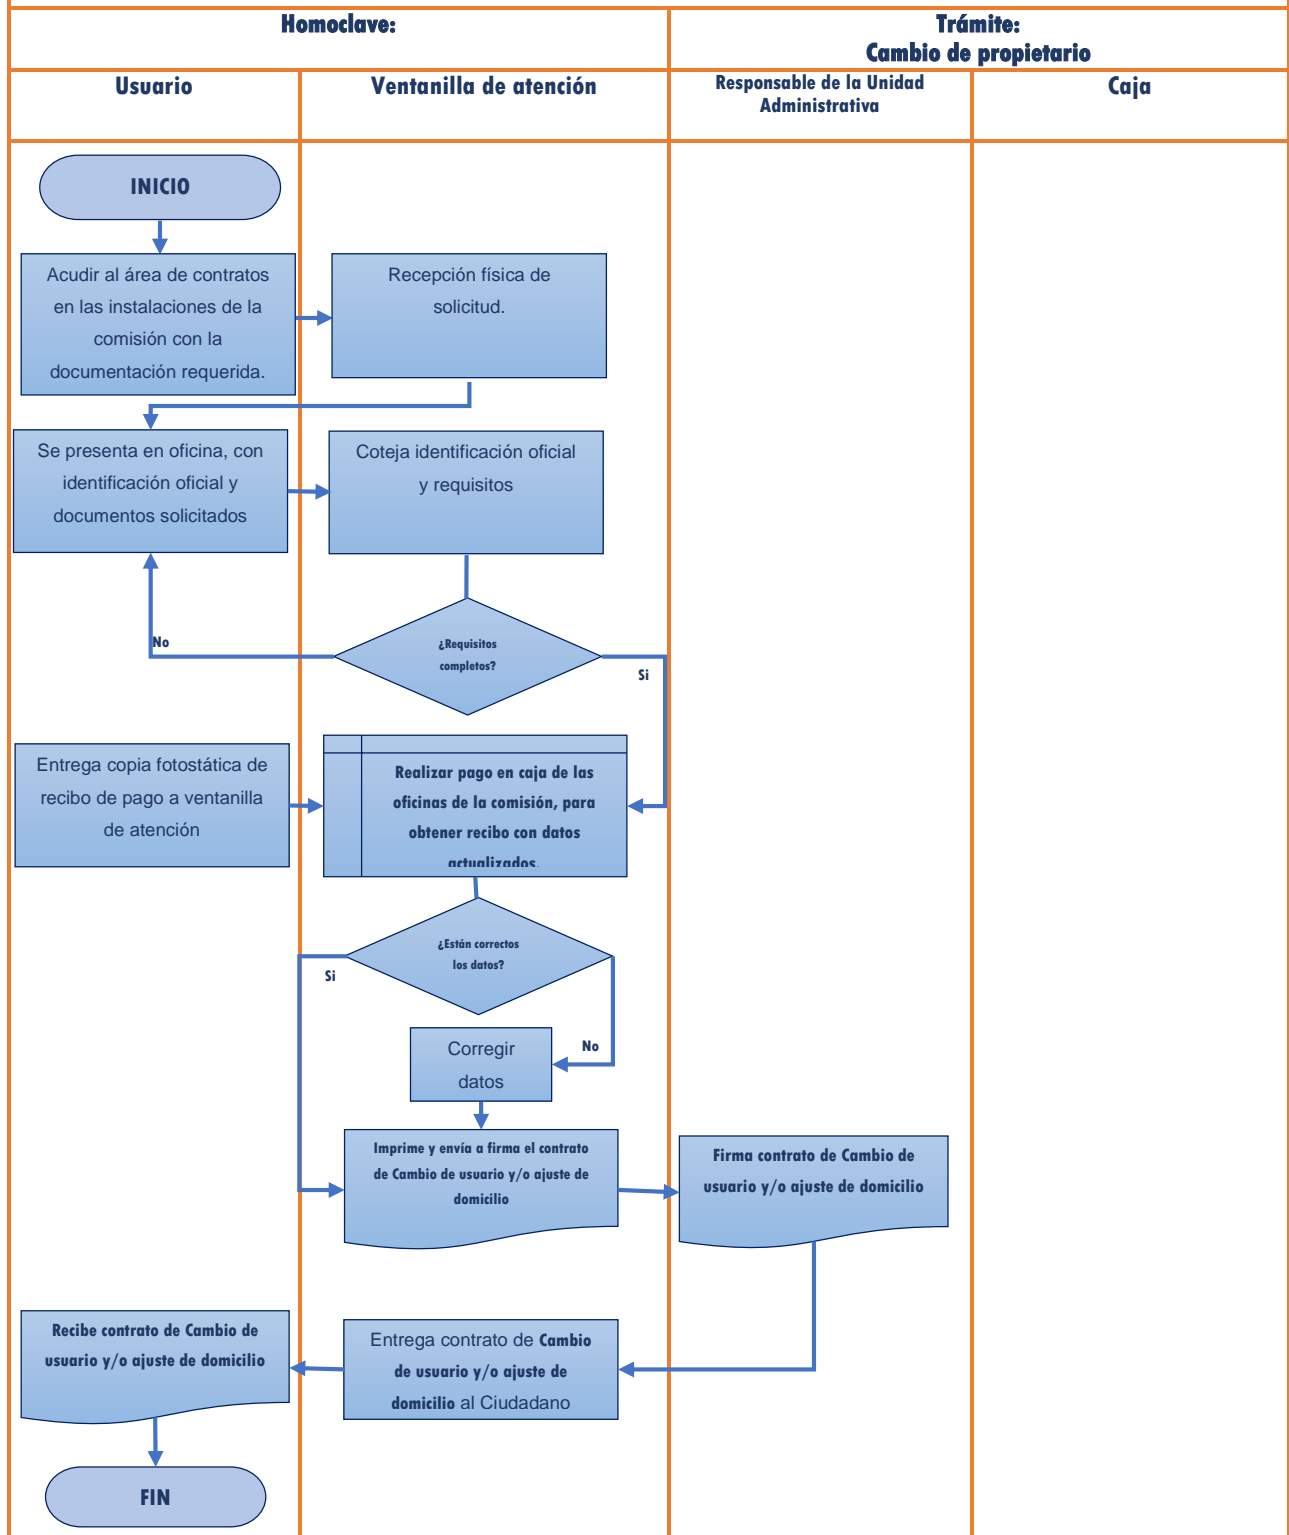 Homoclave:
Trámite:
Cambio de propietario
Usuario
Ventanilla de atención
Responsable de la Unidad
Administrativa
Caja
INICIO
Acudir al área de contratos
en las instalaciones de la
comisión con la
documentación requerida.
Recepción física de
solicitud.
Se presenta en oficina, con
identificación oficial y
documentos solicitados
Coteja identificación oficial
y requisitos
¿Requisitos
completos?
No
Si
Entrega copia fotostática de
recibo de pago a ventanilla
de atención
Realizar pago en caja de las
oficinas de la comisión, para
obtener recibo con datos
actualizados.
¿Están correctos
los datos?
Si
No
Corregir
datos
Imprime y envía a firma el contrato
de Cambio de usuario y/o ajuste de
domicilio
Firma contrato de Cambio de
usuario y/o ajuste de domicilio
Recibe contrato de Cambio de
usuario y/o ajuste de domicilio
Entrega contrato de Cambio
de usuario y/o ajuste de
domicilio al Ciudadano
FIN